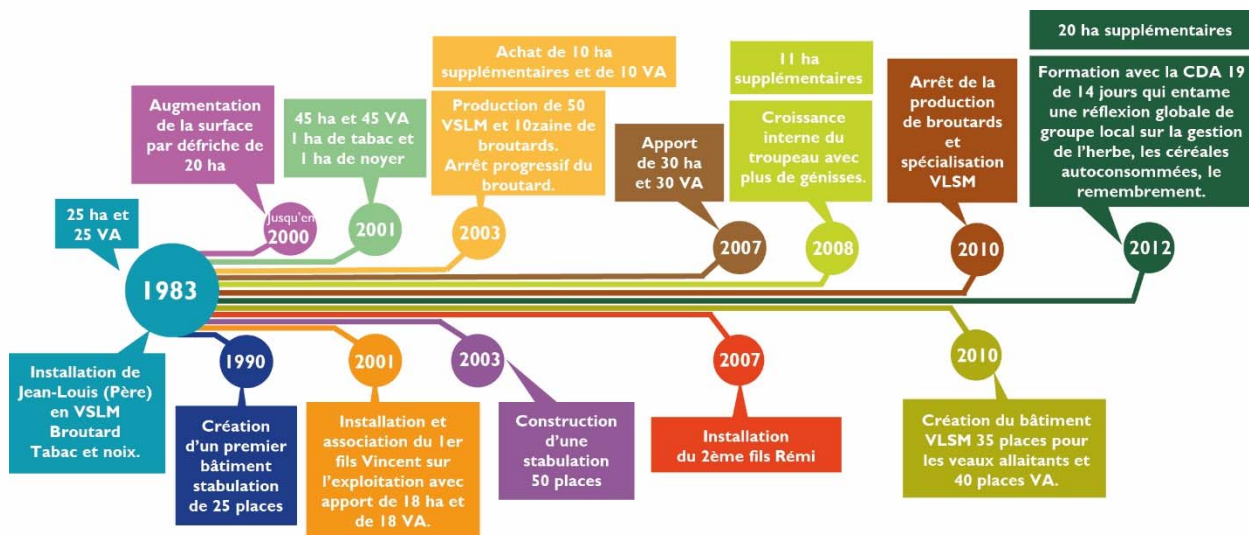 25 ha et
25 VA
1983
Installation de
Jean-Louis (Père)
en VSLM
Broutard
Tabac et noix.
Augmentation
de la surface
par défriche de
20 ha
Jusqu'en
2000
45 ha et 45 VA
1 ha de tabac et
1 ha de noyer
2001
Achat de 10 ha
supplémentaires et de 10 VA
Production de 50
VSLM et 10zaine de
broutards.
Arrêt progressif du
broutard.
2003
Apport
de 30 ha
et 30 VA
2007
11 ha
supplémentaires
Croissance
interne du
troupeau avec
plus de génisses.
2008
Arrêt de la
production
de broutards
et
spécialisation
VLSM
2010
20 ha supplémentaires
Formation avec la CDA 19
de 14 jours qui entame
une réflexion globale de
groupe local sur la gestion
de l'herbe, les céréales
autoconsommées, le
remembrement.
2012
1990
Création
d'un premier
bâtiment
stabulation
de 25 places
2001
Installation et
association du 1er
fils Vincent sur
l'exploitation avec
apport de 18 ha et
de 18 VA.
2003
Construction
d'une
stabulation
50 places
2007
Installation
du 2ème fils Rémi
2010
Création du bâtiment
VLSM 35 places pour
les veaux allaitants et
40 places VA.